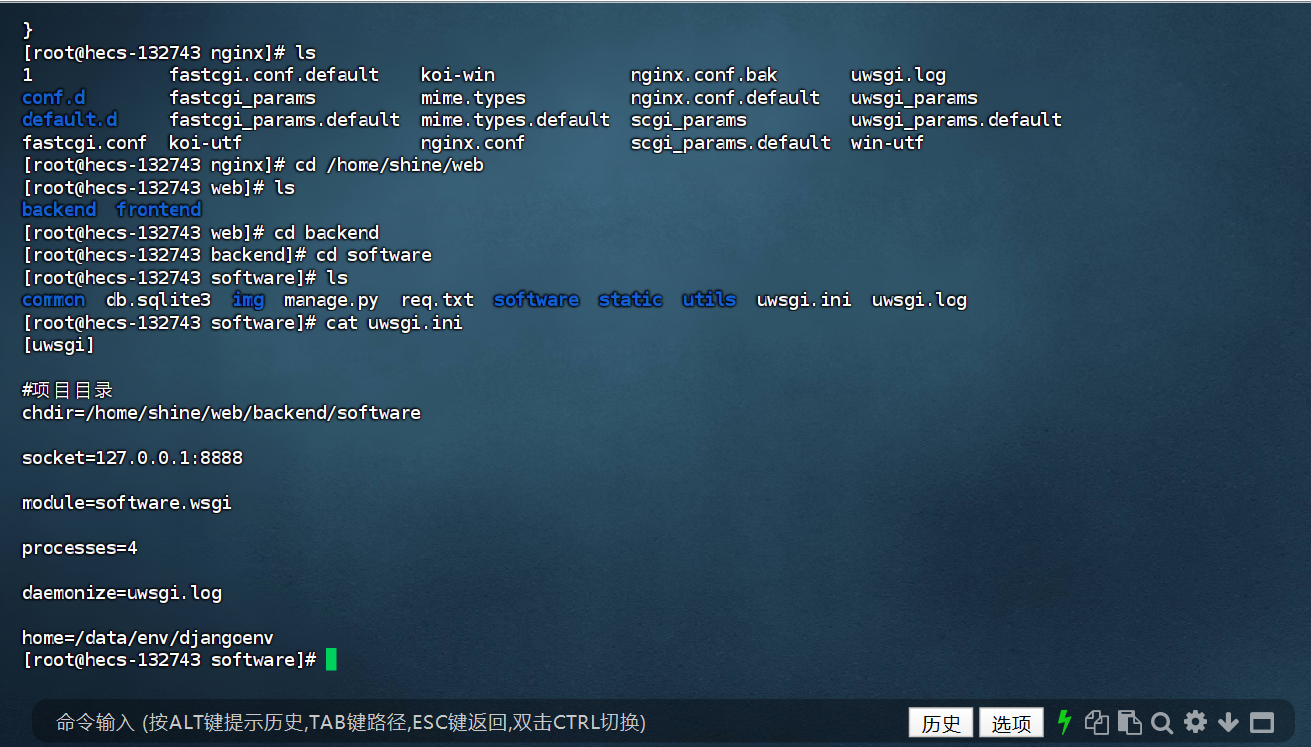 }
[root@hecs-132743 nginx]# ls
1 fastcgi.conf.default koi-win nginx.conf.bak uwsgi.log
conf.d fastcgi_params mime.types nginx.conf.default uwsgi_params
default.d fastcgi_params.default mime.types.default scgi_params uwsgi_params.default
fastcgi.conf koi-utf nginx.conf scgi_params.default win-utf
[root@hecs-132743 nginx]# cd /home/shine/web
[root@hecs-132743 web]# ls
backend frontend
[root@hecs-132743 web]# cd backend
[root@hecs-132743 backend]# cd software
[root@hecs-132743 software]# ls
common db.sqlite3 img manage.py req.txt software static utils uwsgi.ini uwsgi.log
[root@hecs-132743 software]# cat uwsgi.ini
[uwsgi]
#项目目录
chdir=/home/shine/web/backend/software
socket=127.0.0.1:8888
module=software.wsgi
processes=4
daemonize=uwsgi.log
home=/data/env/djangoenv
[root@hecs-132743 software]#
命令输入 (按ALT键提示历史,TAB键路径,ESC键返回,双击CTRL切换) 历史 选项